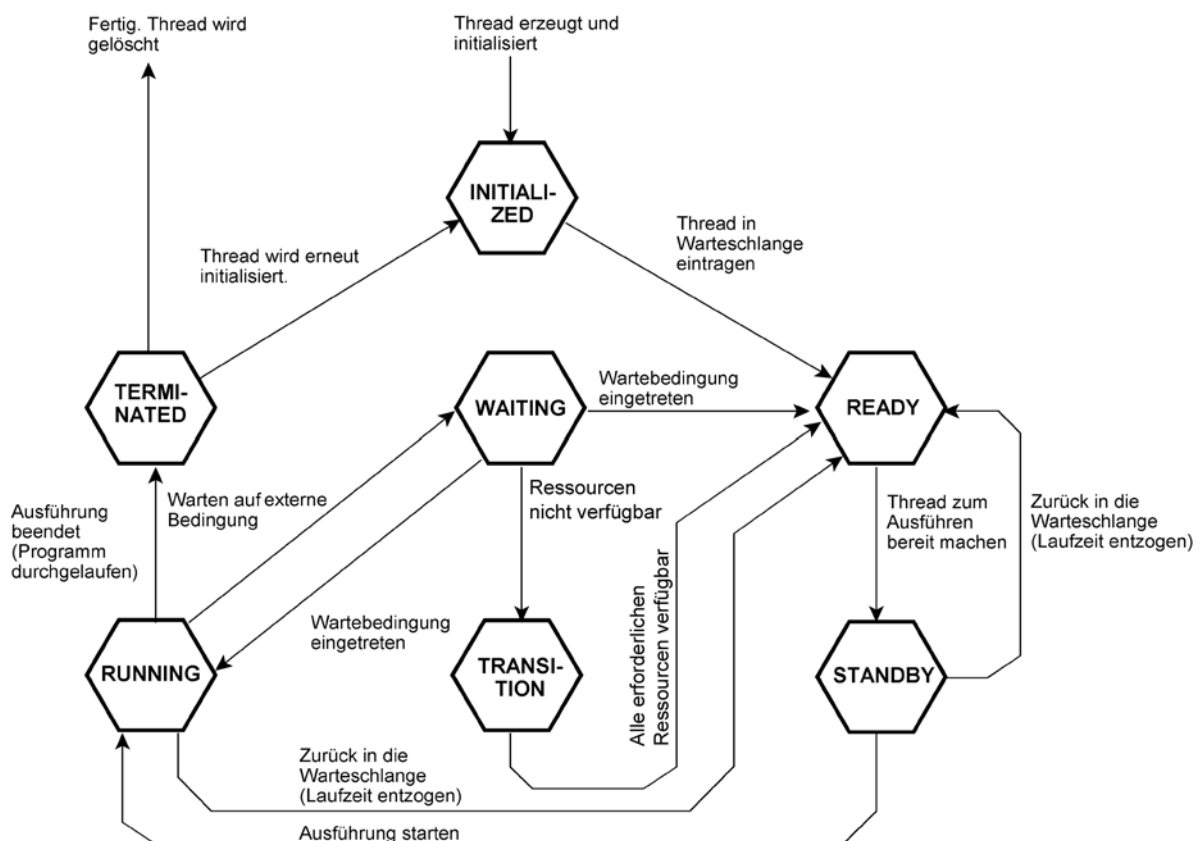 Fertig. Thread wird
gelöscht
Thread erzeugt und
initialisiert
INITIALI-
ZED
Thread in
Warteschlange
eintragen
Thread wird erneut
initialisiert.
TERMI-
NATED
WAITING
Wartebedingung
eingetreten
READY
Ausführung
beendet
(Programm
durchgelaufen)
Warten auf externe
Bedingung
Ressourcen
nicht verfügbar
Thread zum
Ausführen
bereit machen
Zurück in die
Warteschlange
(Laufzeit entzogen)
Wartebedingung
eingetreten
Alle erforderlichen
Ressourcen verfügbar
RUNNING
TRANSI-
TION
STANDBY
Zurück in die
Warteschlange
(Laufzeit entzogen)
Ausführung starten